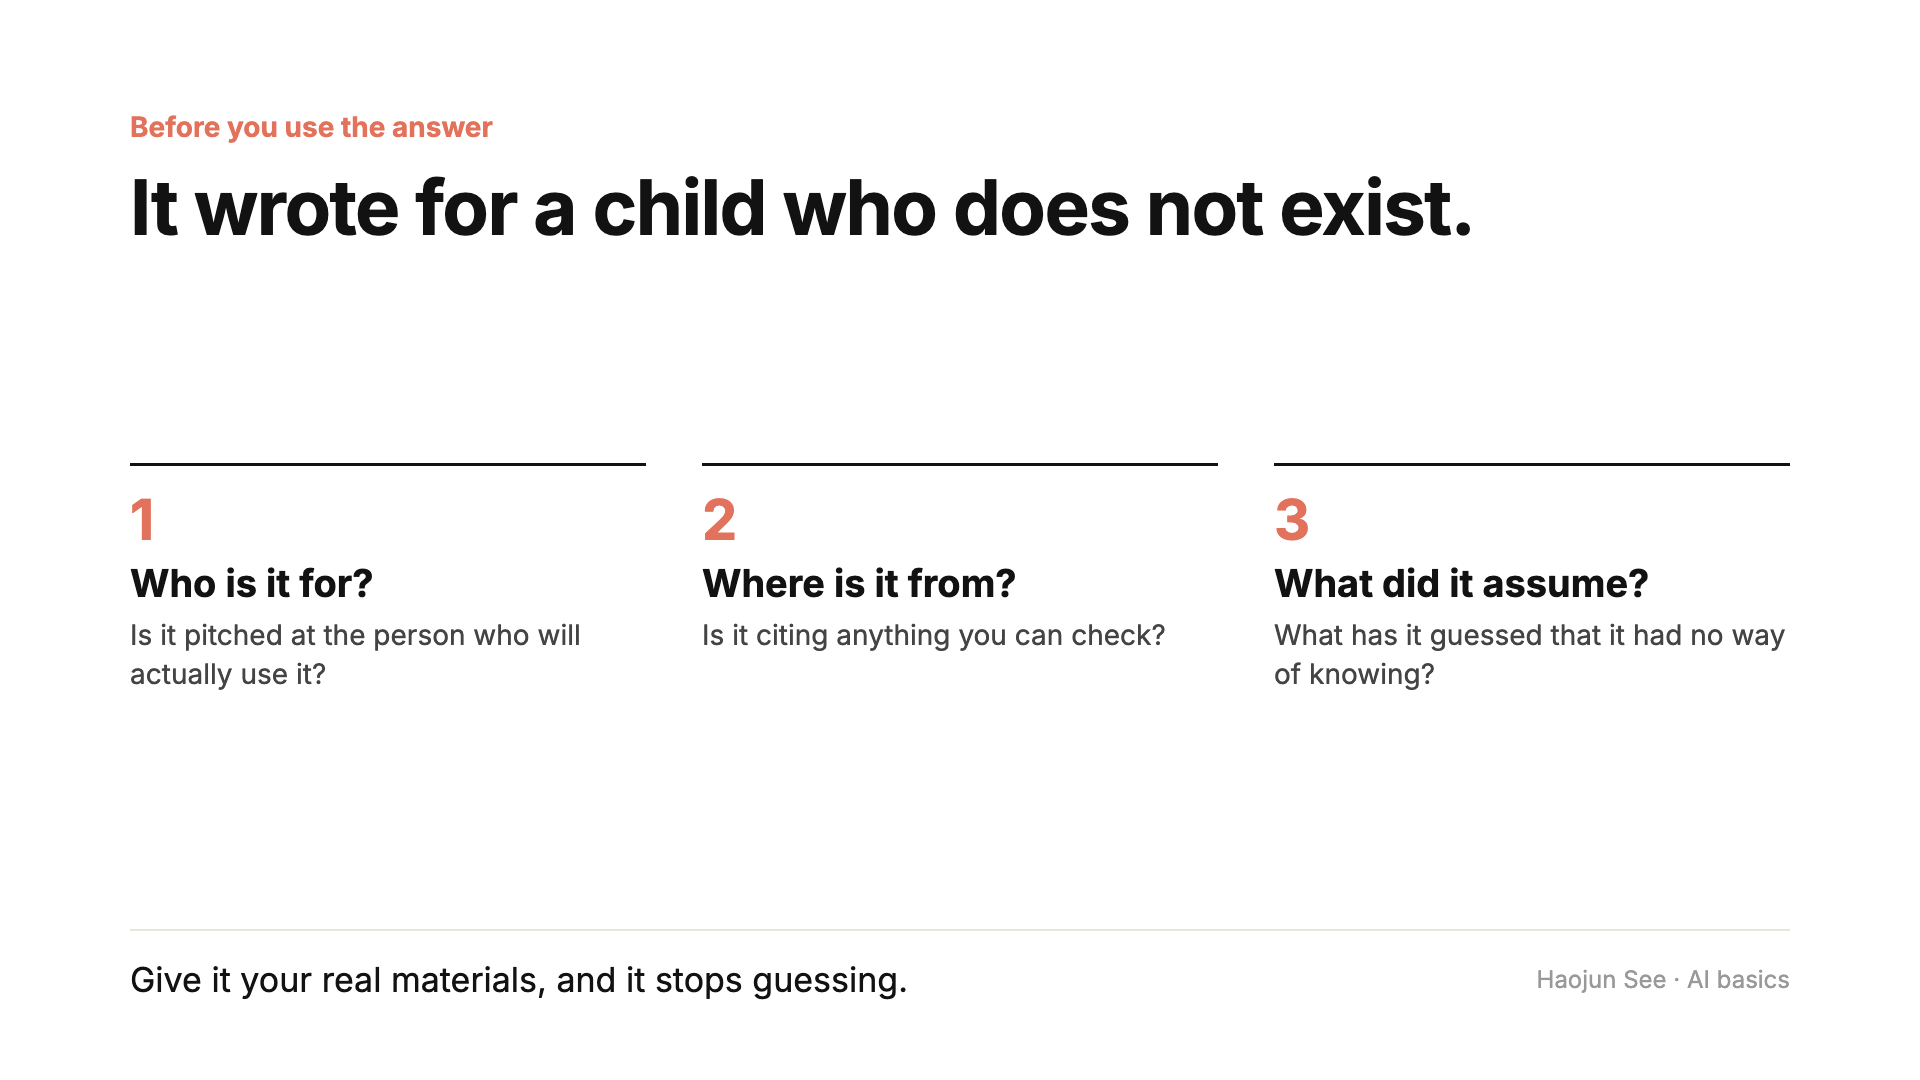 Before you use the answer
It wrote for a child who does not exist.
1
Who is it for?
Is it pitched at the person who will
actually use it?
2
Where is it from?
Is it citing anything you can check?
3
What did it assume?
What has it guessed that it had no way
of knowing?
Give it your real materials, and it stops guessing.
Haojun See · AI basics